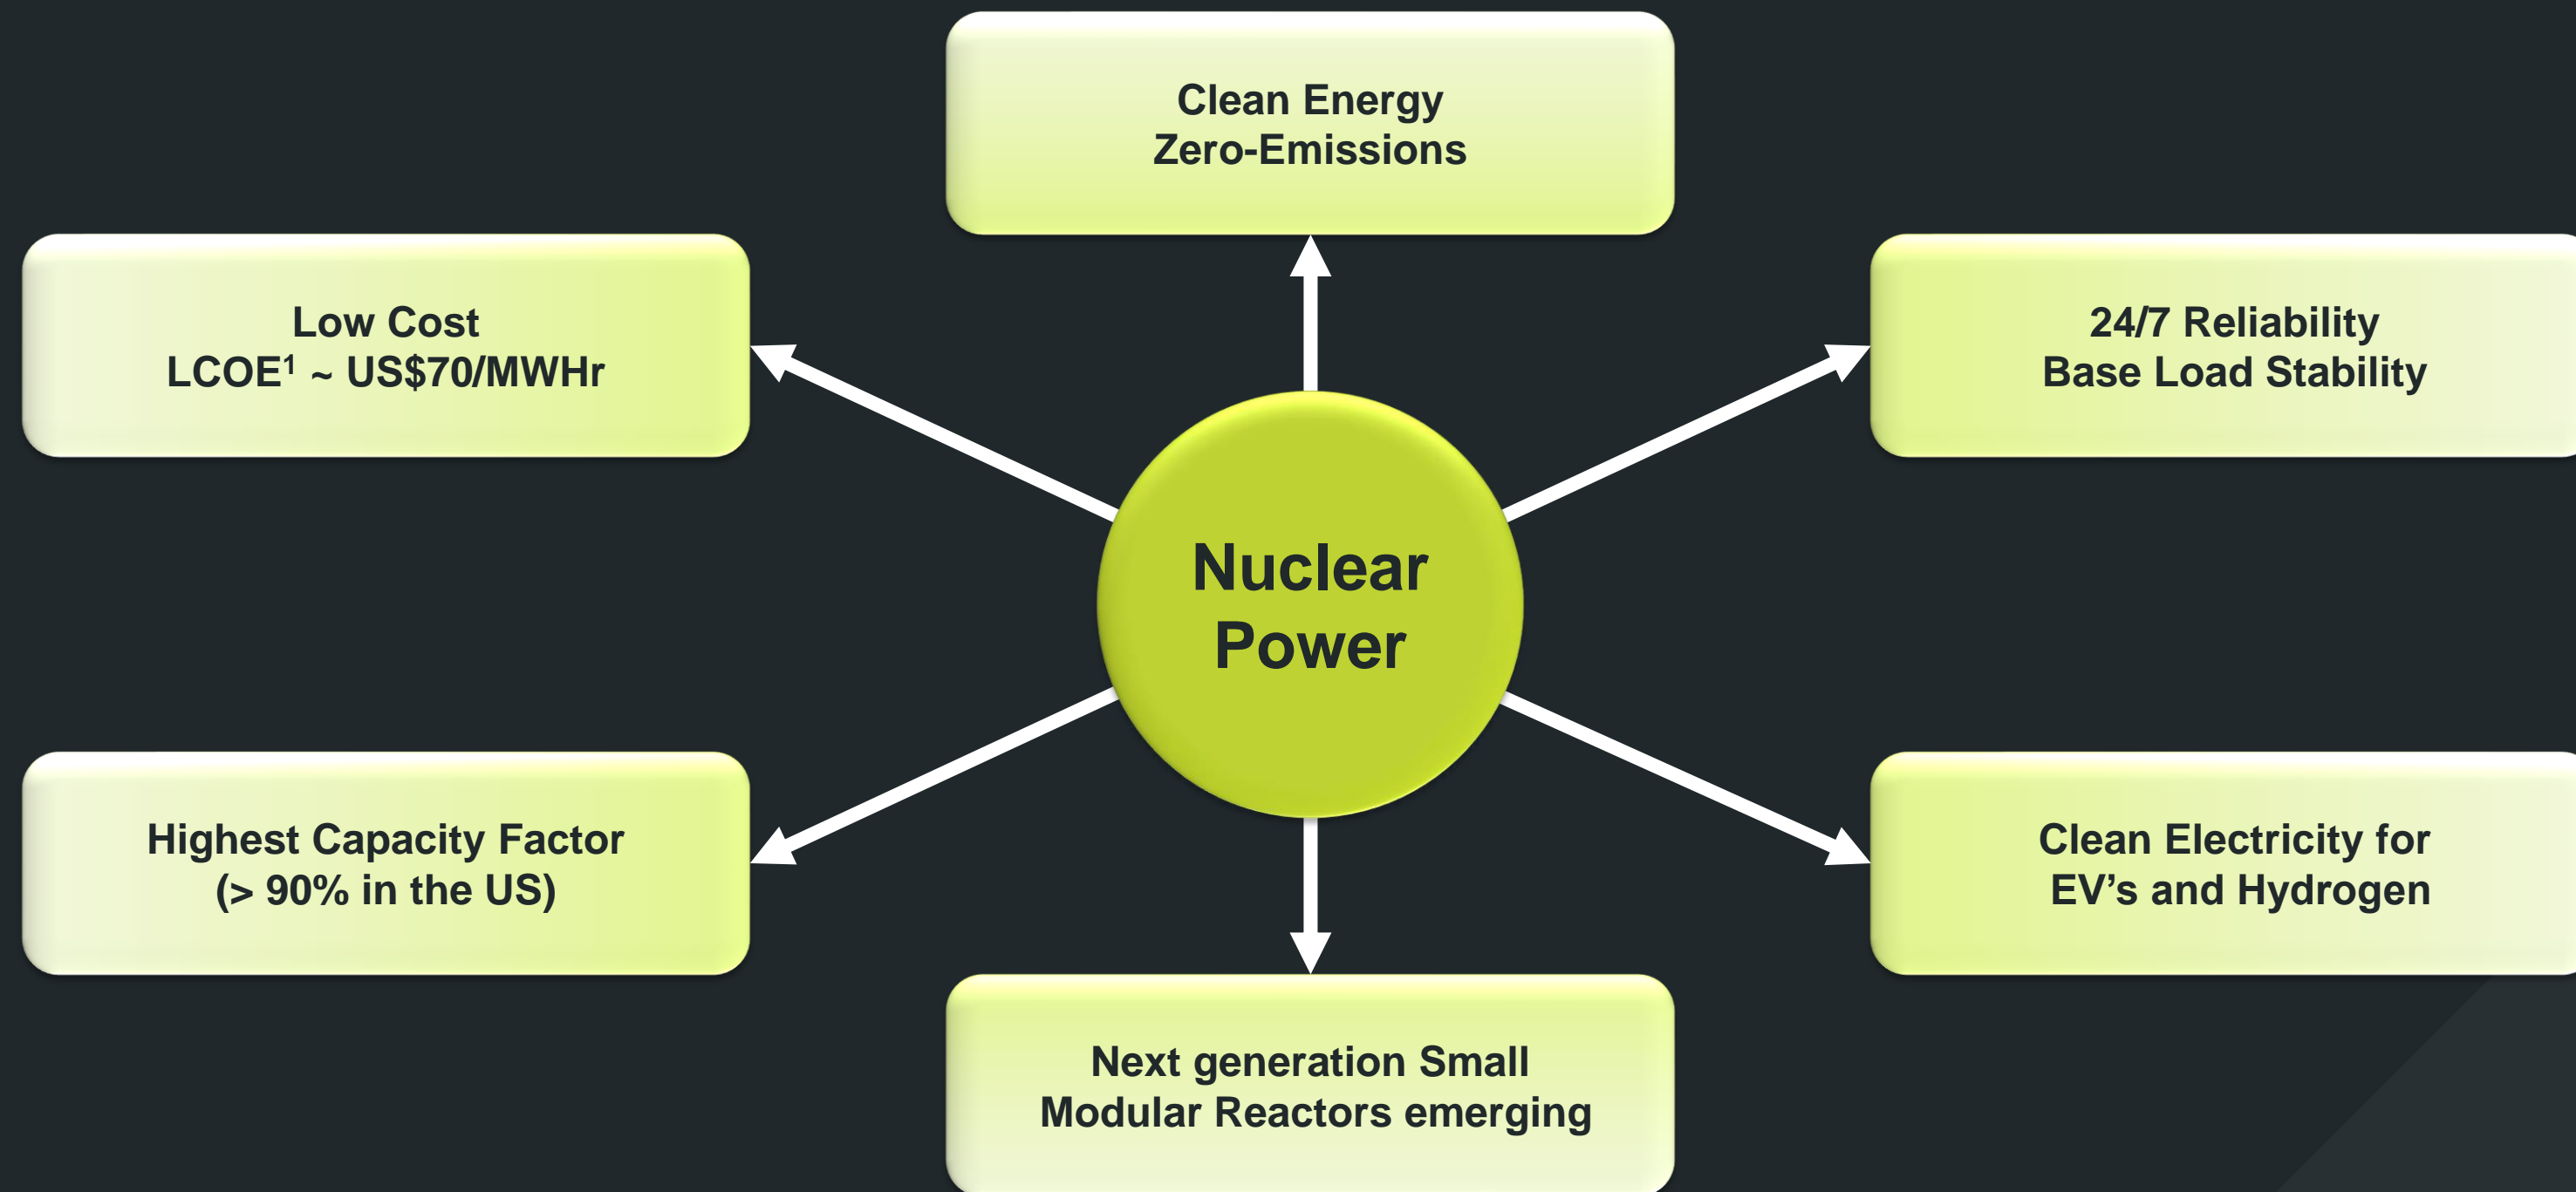 Clean Energy
Zero-Emissions
Low Cost
LCOE¹ ~ US$70/MWHr
24/7 Reliability
Base Load Stability
Nuclear
Power
Highest Capacity Factor
(> 90% in the US)
Clean Electricity for
EV’s and Hydrogen
Next generation Small
Modular Reactors emerging